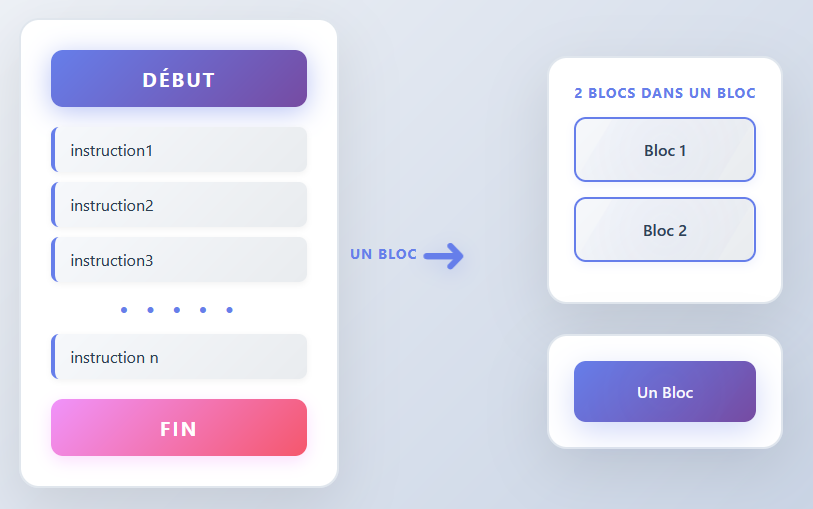 DÉBUT
instruction1
instruction2
instruction3
.....
instruction n
FIN
UN BLOC
2 BLOCS DANS UN BLOC
Bloc 1
Bloc 2
Un Bloc